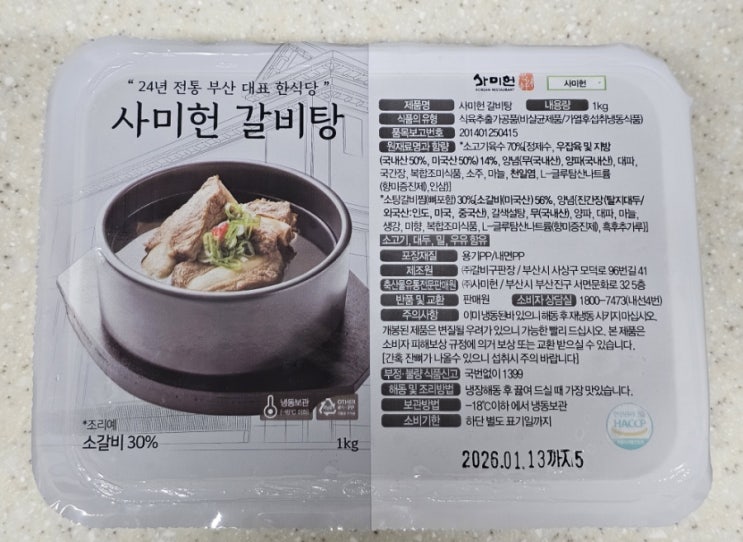 “ 24년 전통 부산 대표 한식당 ”
사미헌 갈비탕
냉동보관
*조리예
소갈비 30%
1kg
사미헌
KOREAN RESTAURANT
사미헌
제품명 사미헌 갈비탕 내용량 1kg
식품의 유형 식육추출가공품(비살균제품/가열후섭취냉동식품)
품목보고번호 201401250415
원재료명과 함량 *소고기육수 70%[정제수, 우잡육 및 지방
(국내산 50%, 미국산 50%) 14%, 양념{무(국내산), 양파(국내산), 대파,
국간장, 복합조미식품, 소주, 마늘, 천일염, L-글루탐산나트륨
(향미증진제), 인삼}]
*소탕갈비찜(뼈포함) 30%[소갈비(미국산) 56%, 양념{진간장(탈지대두/
외국산:인도, 미국, 중국산), 갈색설탕, 무(국내산), 양파, 대파, 마늘,
생강, 미향, 복합조미식품, L-글루탐산나트륨(향미증진제), 흑후추가루}]
소고기, 대두, 밀, 우유 함유
포장재질 용기PP/내면PP
제조원 ㈜갈비구판장 / 부산시 사상구 모덕로 96번길 41
축산물유통전문판매원 ㈜사미헌 / 부산시 부산진구 서면문화로 32 5층
반품 및 교환 판매원 소비자 상담실 1800-7473(내선4번)
주의사항 이미 냉동된바 있으니 해동 후 재냉동 시키지 마십시오.
개봉된 제품은 변질될 우려가 있으니 가능한 빨리 드십시오. 본 제품은
소비자 피해보상 규정에 의거 보상 또는 교환 받으실 수 있습니다.
[간혹 잔뼈가 나올수 있으니 섭취시 주의 바랍니다]
부정·불량 식품신고 국번없이 1399
해동 및 조리방법 냉장해동 후 끓여 드실 때 가장 맛있습니다.
보관방법 -18℃이하 에서 냉동보관
소비기한 하단 별도 표기일까지
HACCP
2026.01.13까지.5